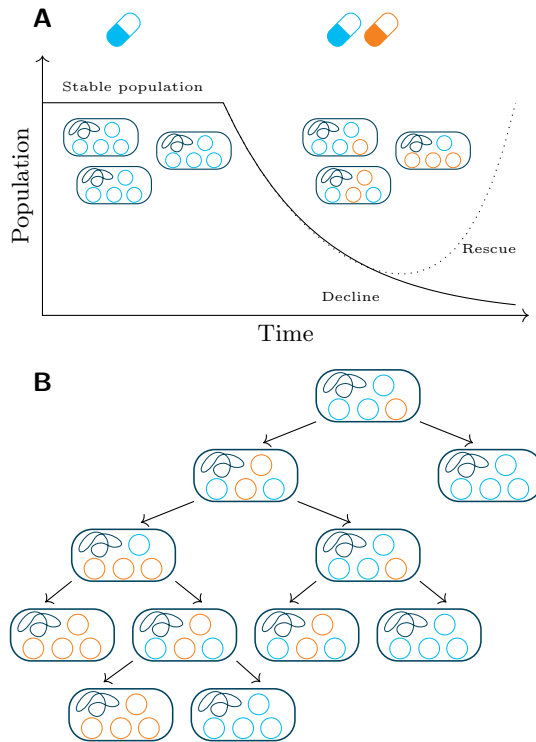 A
Stable population
Population
Rescue
Decline
Time
B